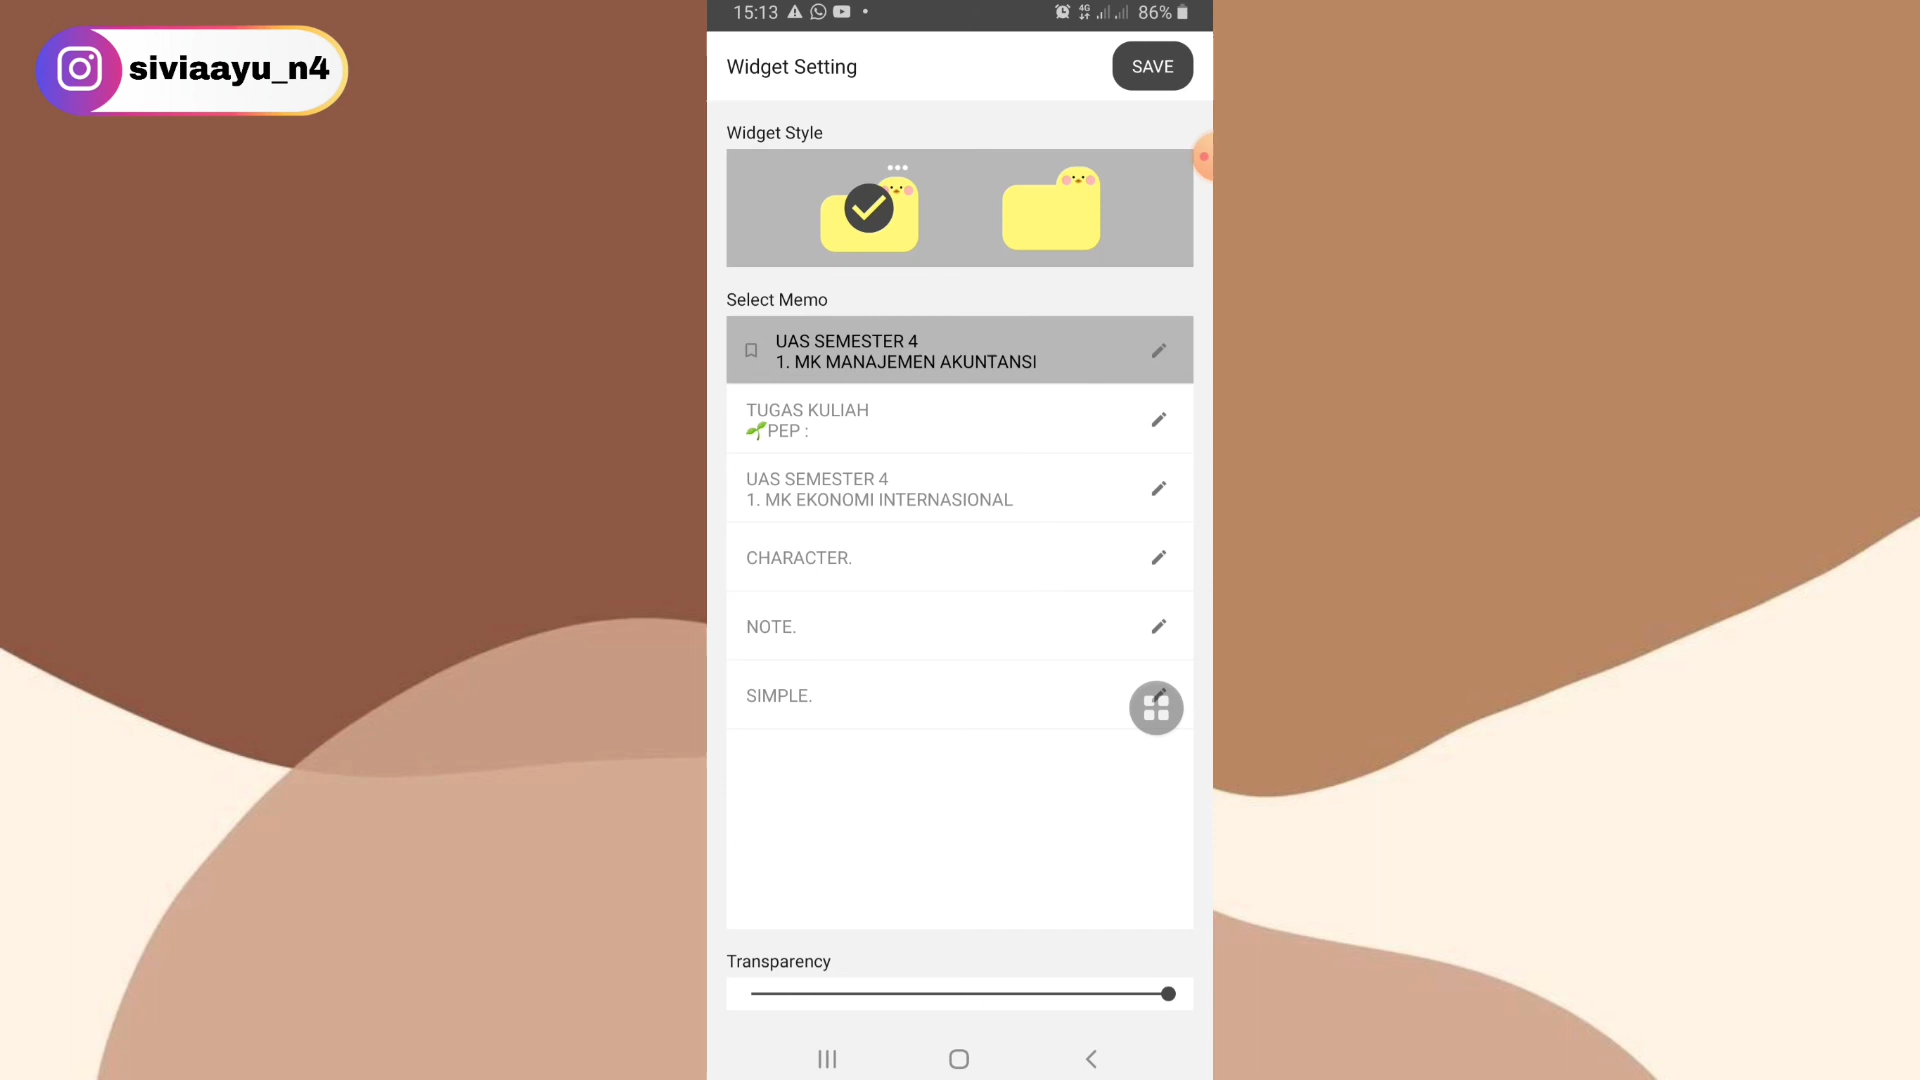 siviaayu_n4
15:13
4G
86%
Widget Setting
SAVE
Widget Style
Select Memo
UAS SEMESTER 4
1. MK MANAJEMEN AKUNTANSI
TUGAS KULIAH
🌱PEP :
UAS SEMESTER 4
1. MK EKONOMI INTERNASIONAL
CHARACTER.
NOTE.
SIMPLE.
Transparency